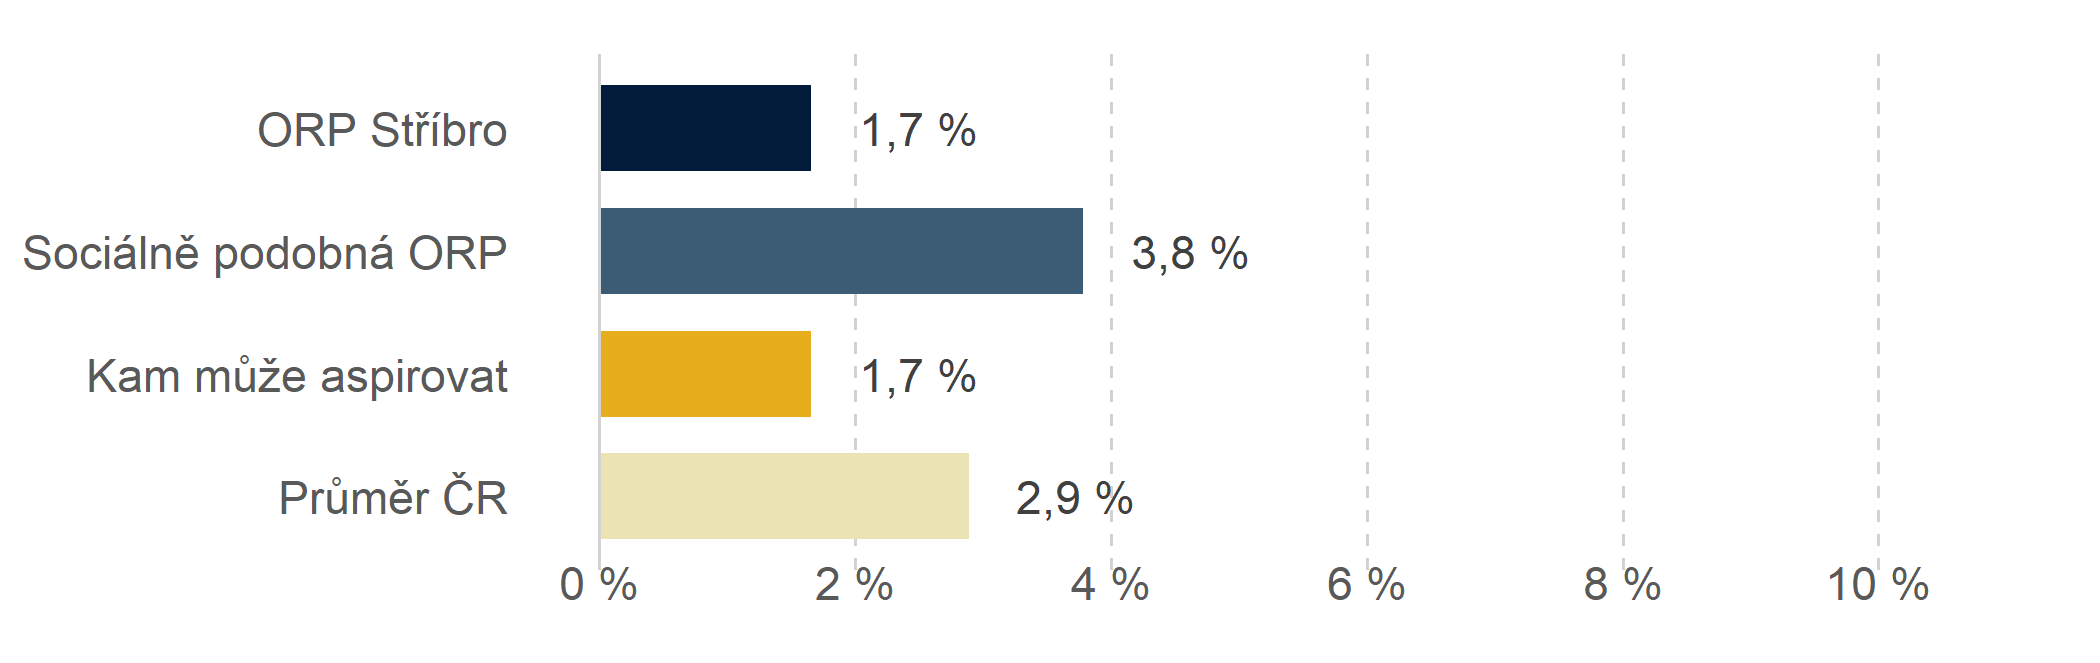 ORP Stříbro
1,7 %
Sociálně podobná ORP
3,8 %
Kam může aspirovat
1,7 %
Průměr ČR
2,9 %
0 %
2 %
4 %
6 %
8 %
10 %